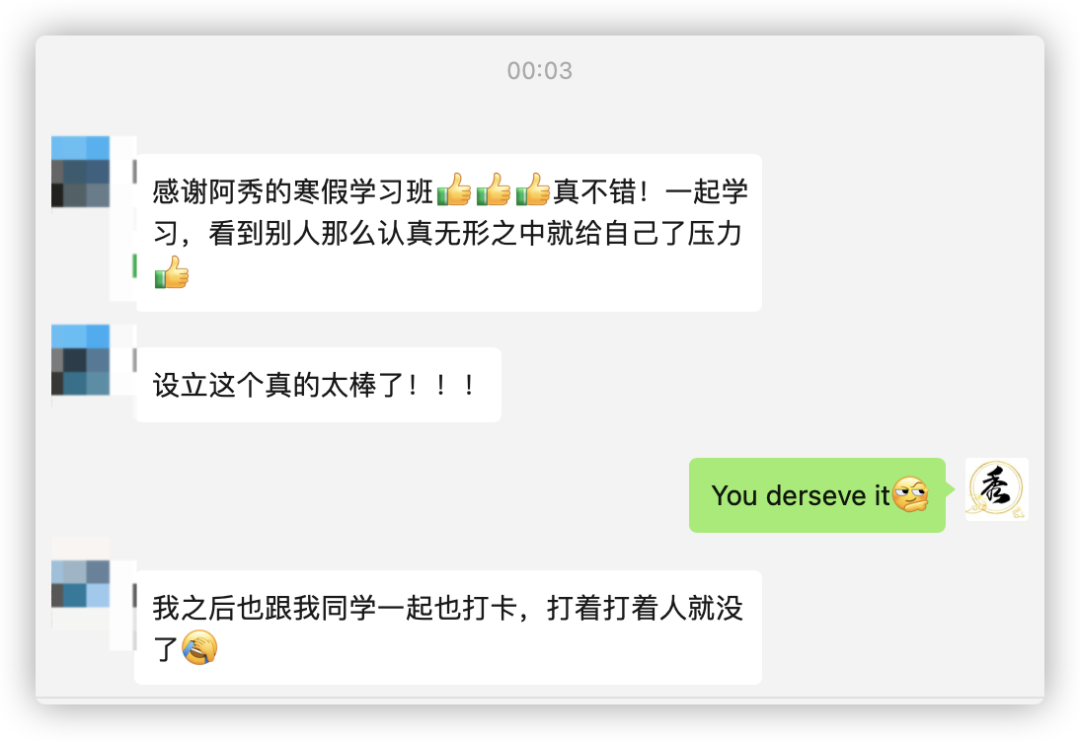 00:03
感谢阿秀的寒假学习班👍👍👍真不错！一起学
习，看到别人那么认真无形之中就给自己了压力
👍
设立这个真的太棒了！！！
You derseve it
秀
我之后也跟我同学一起也打卡，打着打着人就没
了